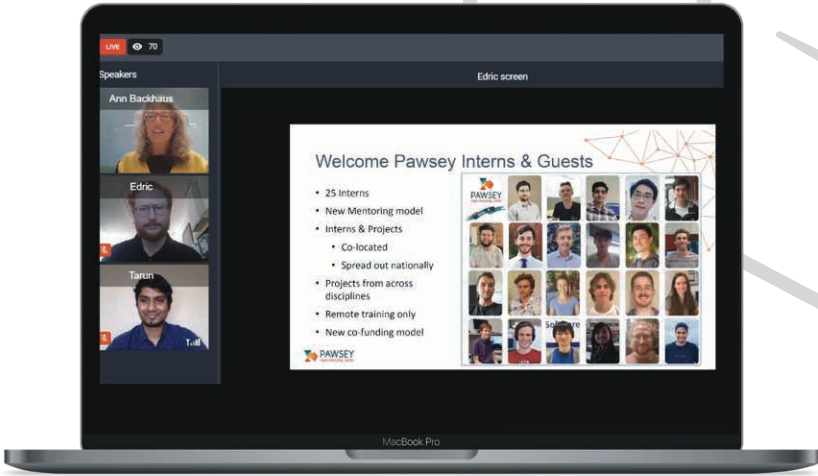 LIVE 70
Speakers
Edric screen
Ann Backhaus
Edric
Tarun
Welcome Pawsey Interns & Guests
• 25 Interns
• New Mentoring model
• Interns & Projects
• Co-located
• Spread out nationally
• Projects from across
disciplines
• Remote training only
• New co-funding model
PAWSEY
PAWSEY
MacBook Pro